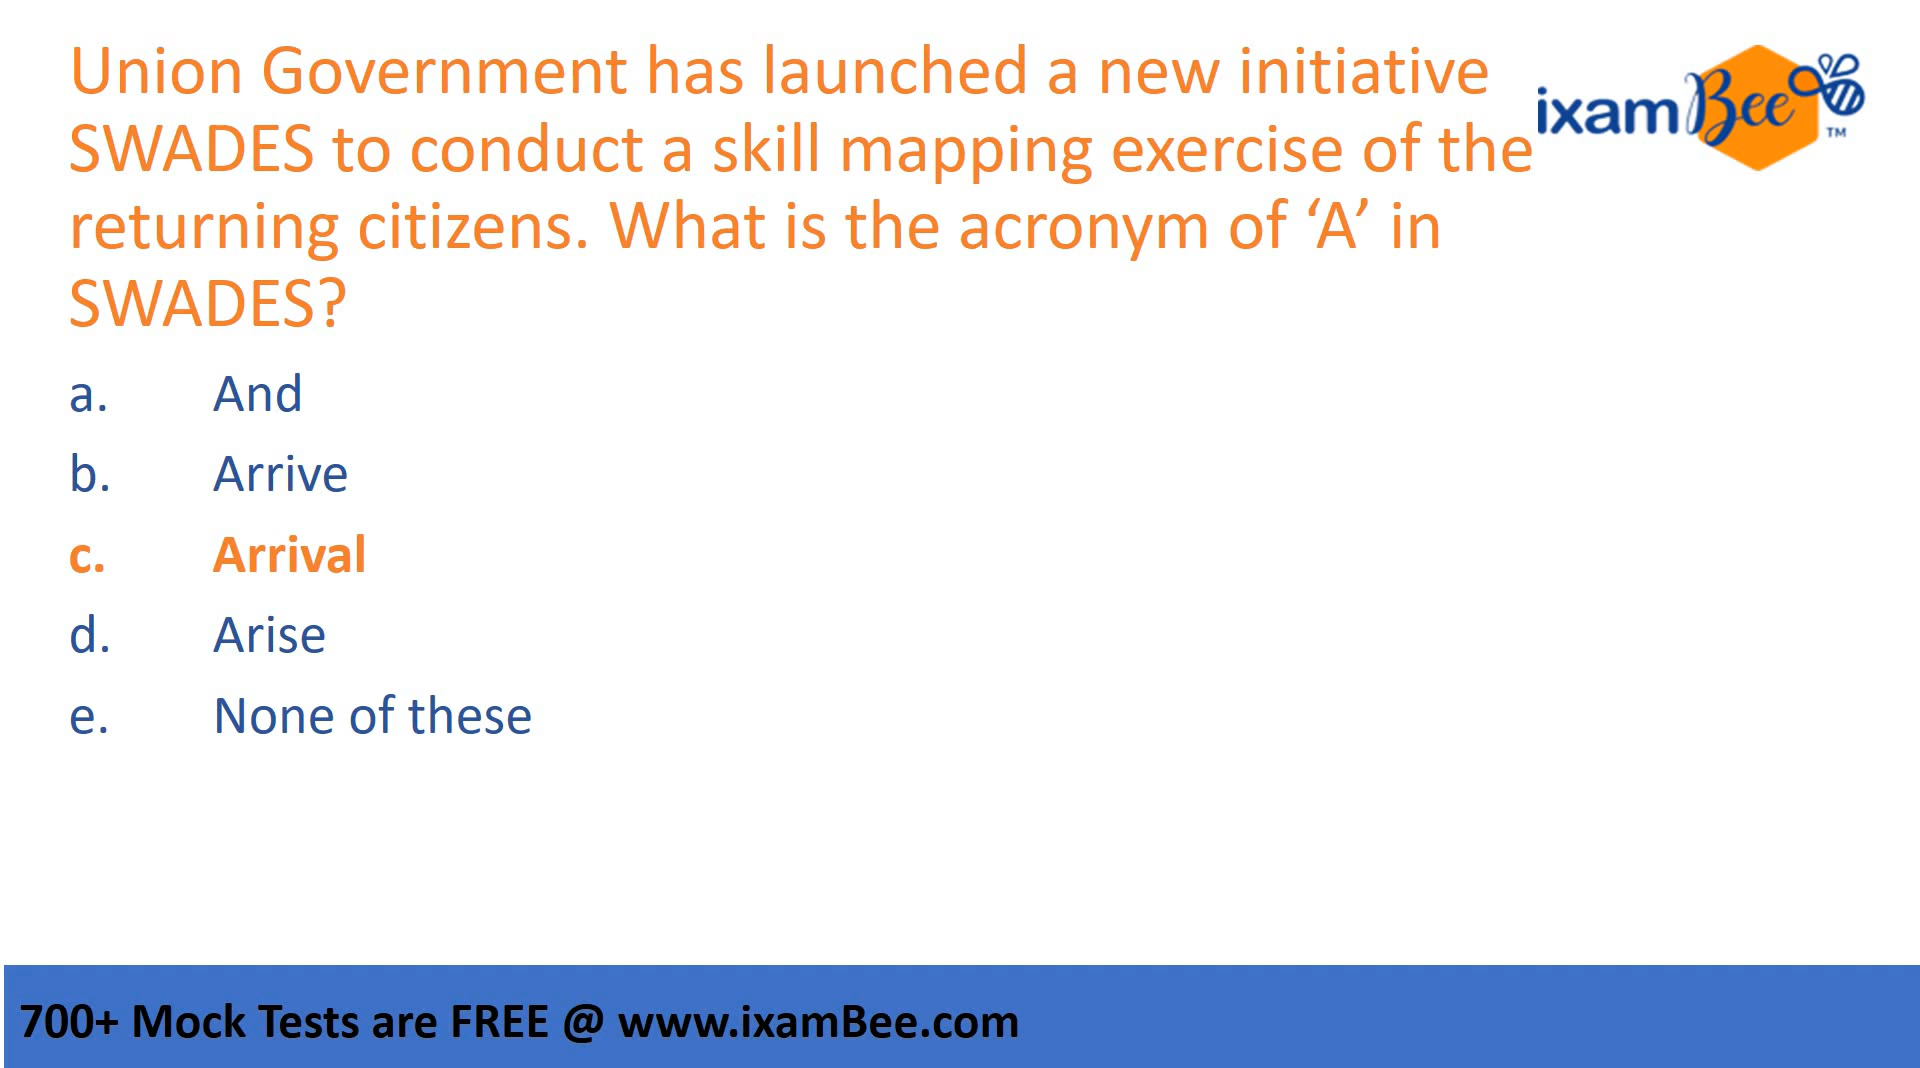 Union Government has launched a new initiative
SWADES to conduct a skill mapping exercise of the
returning citizens. What is the acronym of ‘A’ in
SWADES?
ixamBee TM
a. And
b. Arrive
c. Arrival
d. Arise
e. None of these
700+ Mock Tests are FREE @ www.ixamBee.com